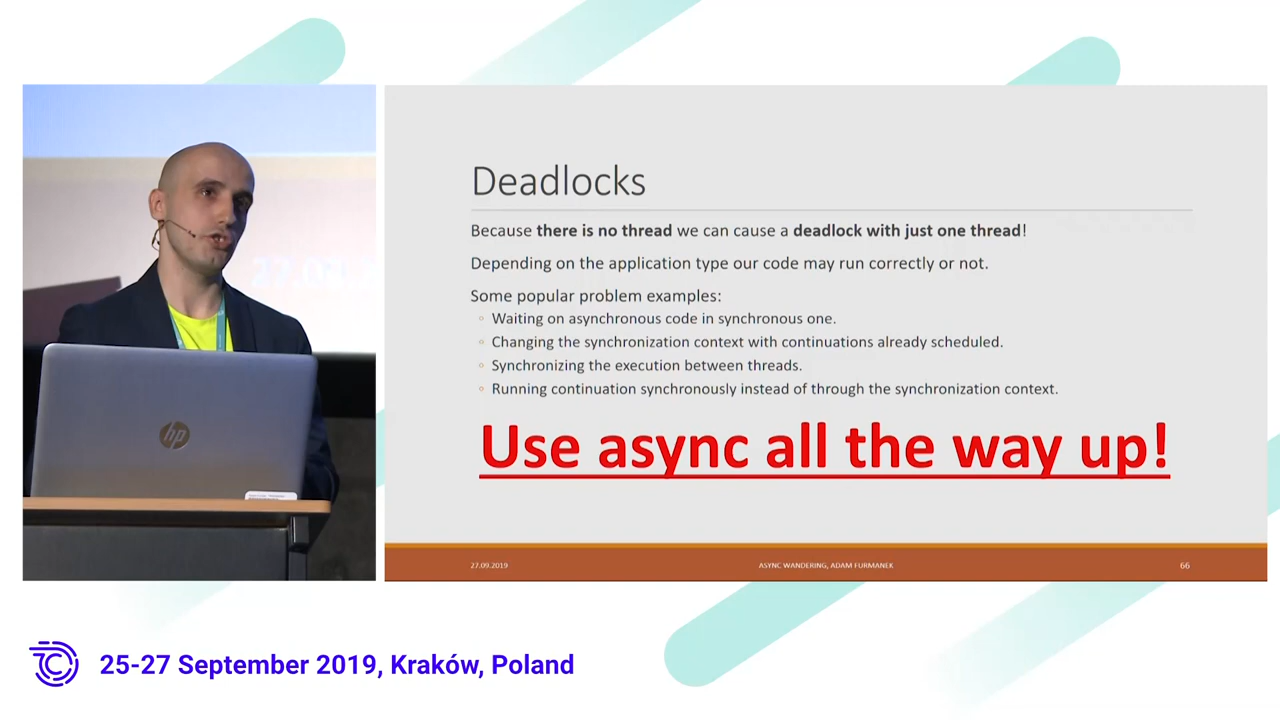 Deadlocks
Because there is no thread we can cause a deadlock with just one thread!
Depending on the application type our code may run correctly or not.
Some popular problem examples:
◦ Waiting on asynchronous code in synchronous one.
◦ Changing the synchronization context with continuations already scheduled.
◦ Synchronizing the execution between threads.
◦ Running continuation synchronously instead of through the synchronization context.
Use async all the way up!
27.09.2019
ASYNC WANDERING, ADAM FURMANEK
66
hp
25-27 September 2019, Kraków, Poland